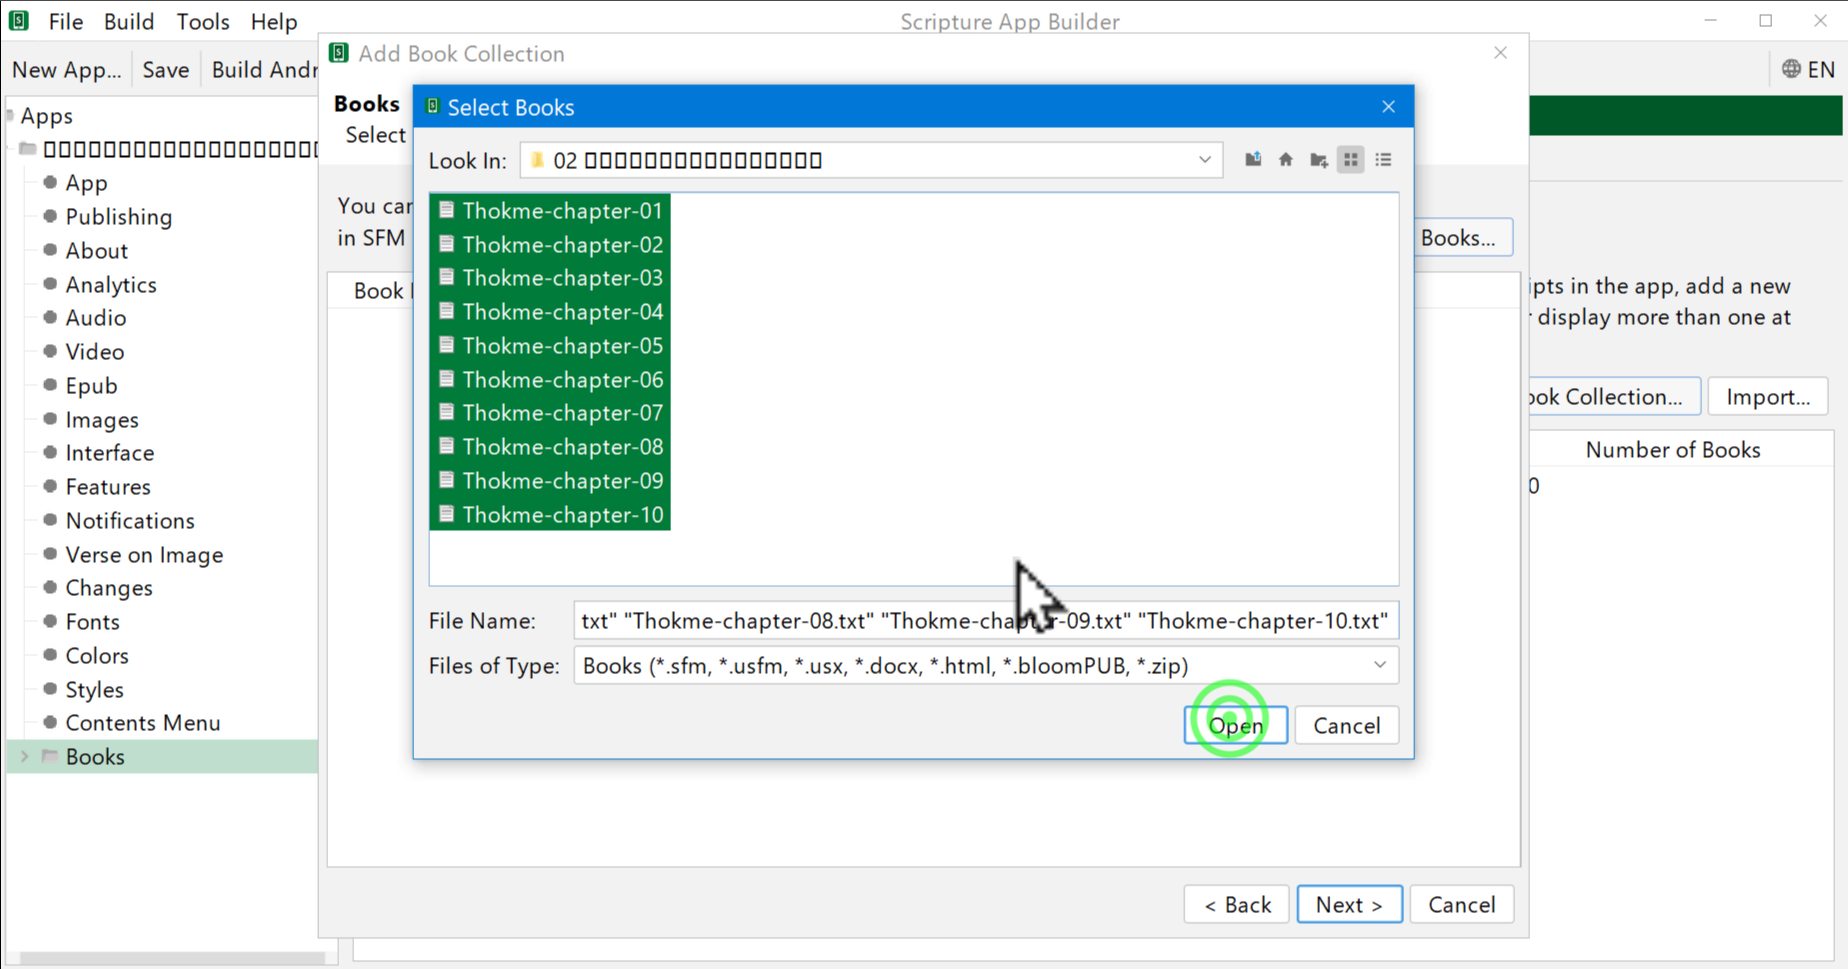 File Build Tools Help Scripture App Builder
New App... Save Build Andr EN
Apps
App
Publishing
About
Analytics
Audio
Video
Epub
Images
Interface
Features
Notifications
Verse on Image
Changes
Fonts
Colors
Styles
Contents Menu
Books
Add Book Collection
Books
Select
You can
in SFM
Books...
Book
Select Books
Look In: 02
Thokme-chapter-01
Thokme-chapter-02
Thokme-chapter-03
Thokme-chapter-04
Thokme-chapter-05
Thokme-chapter-06
Thokme-chapter-07
Thokme-chapter-08
Thokme-chapter-09
Thokme-chapter-10
File Name: txt" "Thokme-chapter-08.txt" "Thokme-chapter-09.txt" "Thokme-chapter-10.txt"
Files of Type: Books (*.sfm, *.usfm, *.usx, *.docx, *.html, *.bloomPUB, *.zip)
Open Cancel
< Back Next > Cancel
ipts in the app, add a new
display more than one at
ook Collection... Import...
Number of Books
0